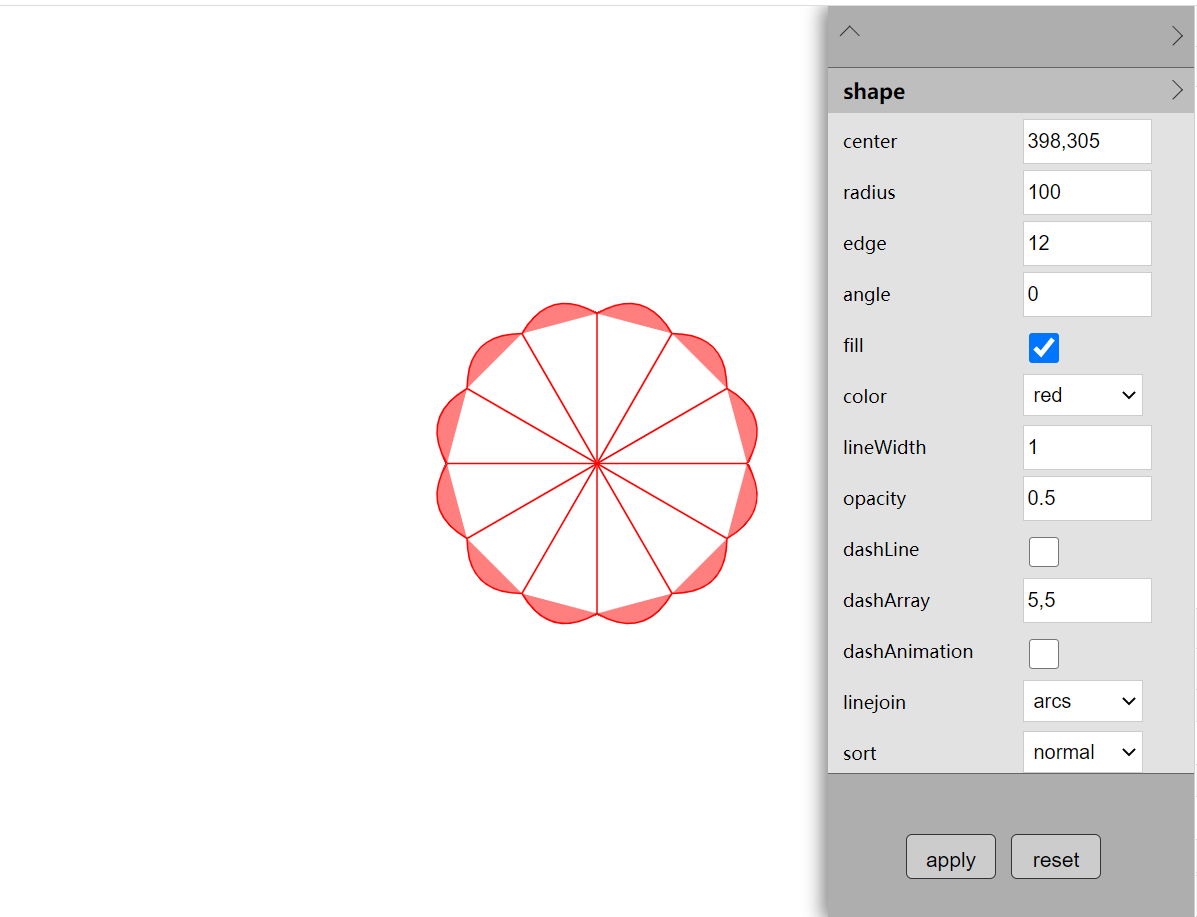 shape
center 398,305
radius 100
edge 12
angle 0
fill
color red
lineWidth 1
opacity 0.5
dashLine
dashArray 5,5
dashAnimation
linejoin arcs
sort normal
apply reset